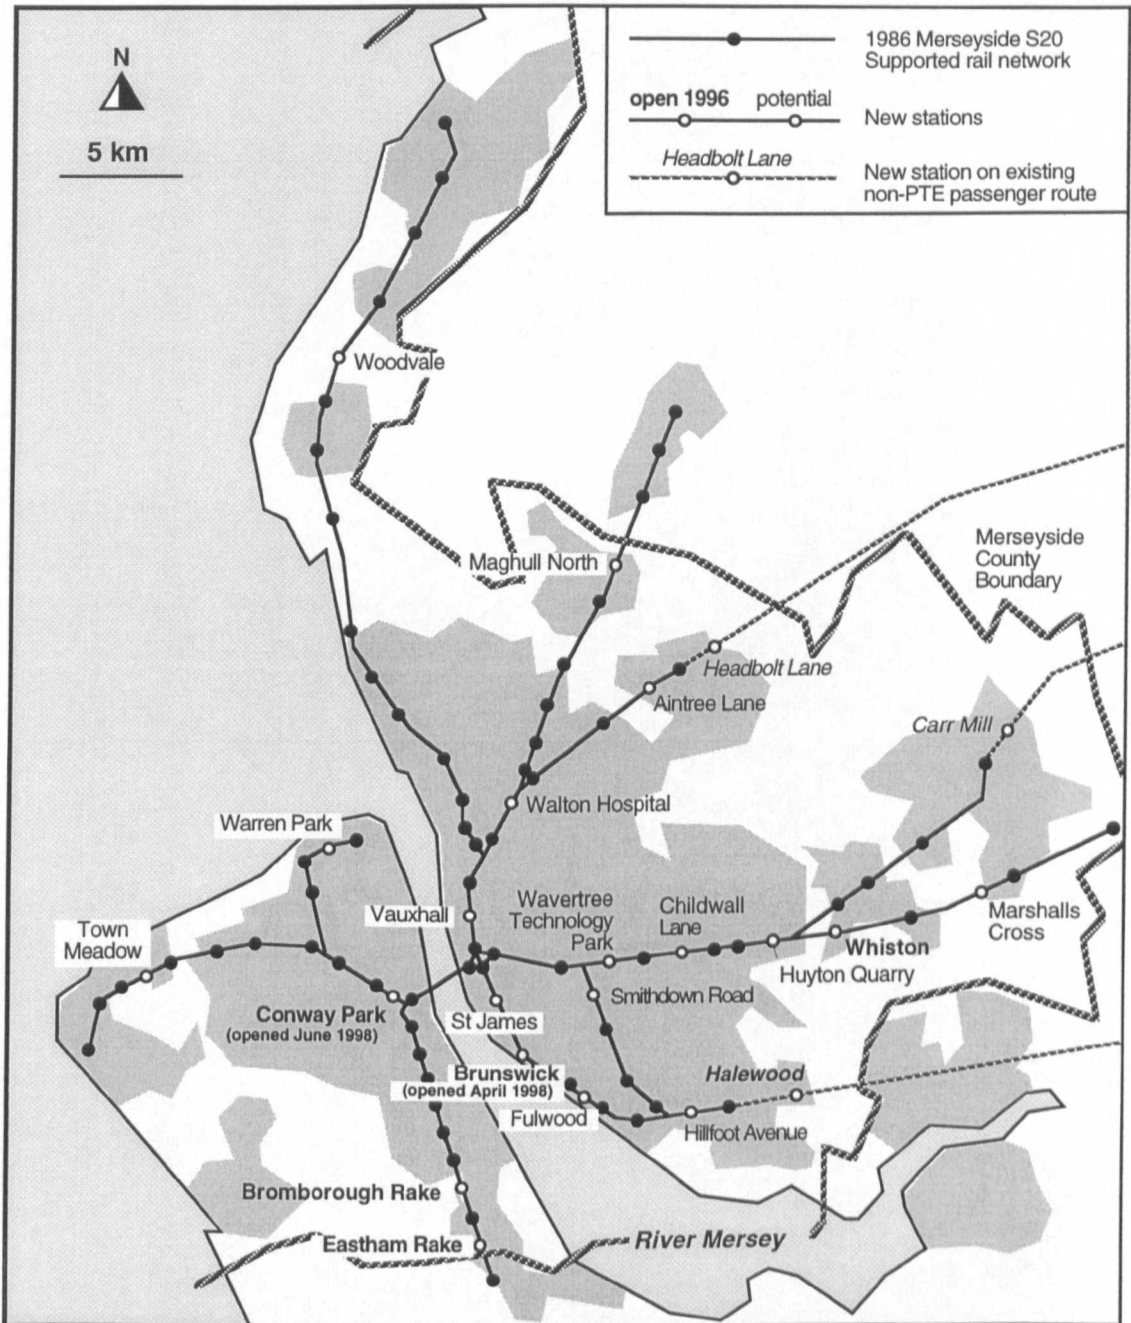 N
5 km
1986 Merseyside S20
Supported rail network
open 1996 potential
New stations
Headbolt Lane
New station on existing
non-PTE passenger route
Woodvale
Maghull North
Merseyside
County
Boundary
Headbolt Lane
Aintree Lane
Carr Mill
Walton Hospital
Warren Park
Vauxhall
Wavertree
Technology
Park
Childwall
Lane
Town
Meadow
Marshalls
Cross
Whiston
Huyton Quarry
Smithdown Road
Conway Park
(opened June 1998)
St James
Brunswick
(opened April 1998)
Halewood
Fulwood
Hillfoot Avenue
Bromborough Rake
Eastham Rake
River Mersey